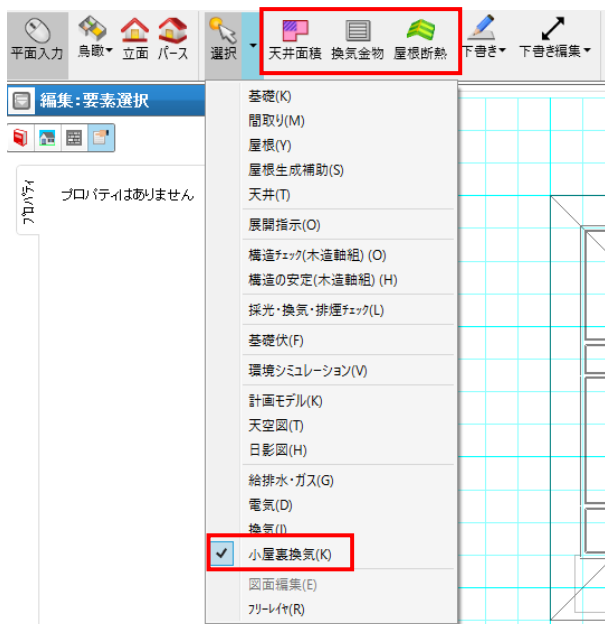 平面入力 鳥瞰 立面 パース 選択 天井面積 換気金物 屋根断熱 下書き 下書き編集
編集:要素選択
プロパティ
プロパティはありません
基礎(K)
間取り(M)
屋根(Y)
屋根生成補助(S)
天井(T)
展開指示(O)
構造チェック(木造軸組) (O)
構造の安定(木造軸組) (H)
採光・換気・排煙チェック(L)
基礎伏(F)
環境シミュレーション(V)
計画モデル(K)
天空図(T)
日影図(H)
給排水・ガス(G)
電気(D)
換気(I)
小屋裏換気(K)
図面編集(E)
フリーレイヤ(R)